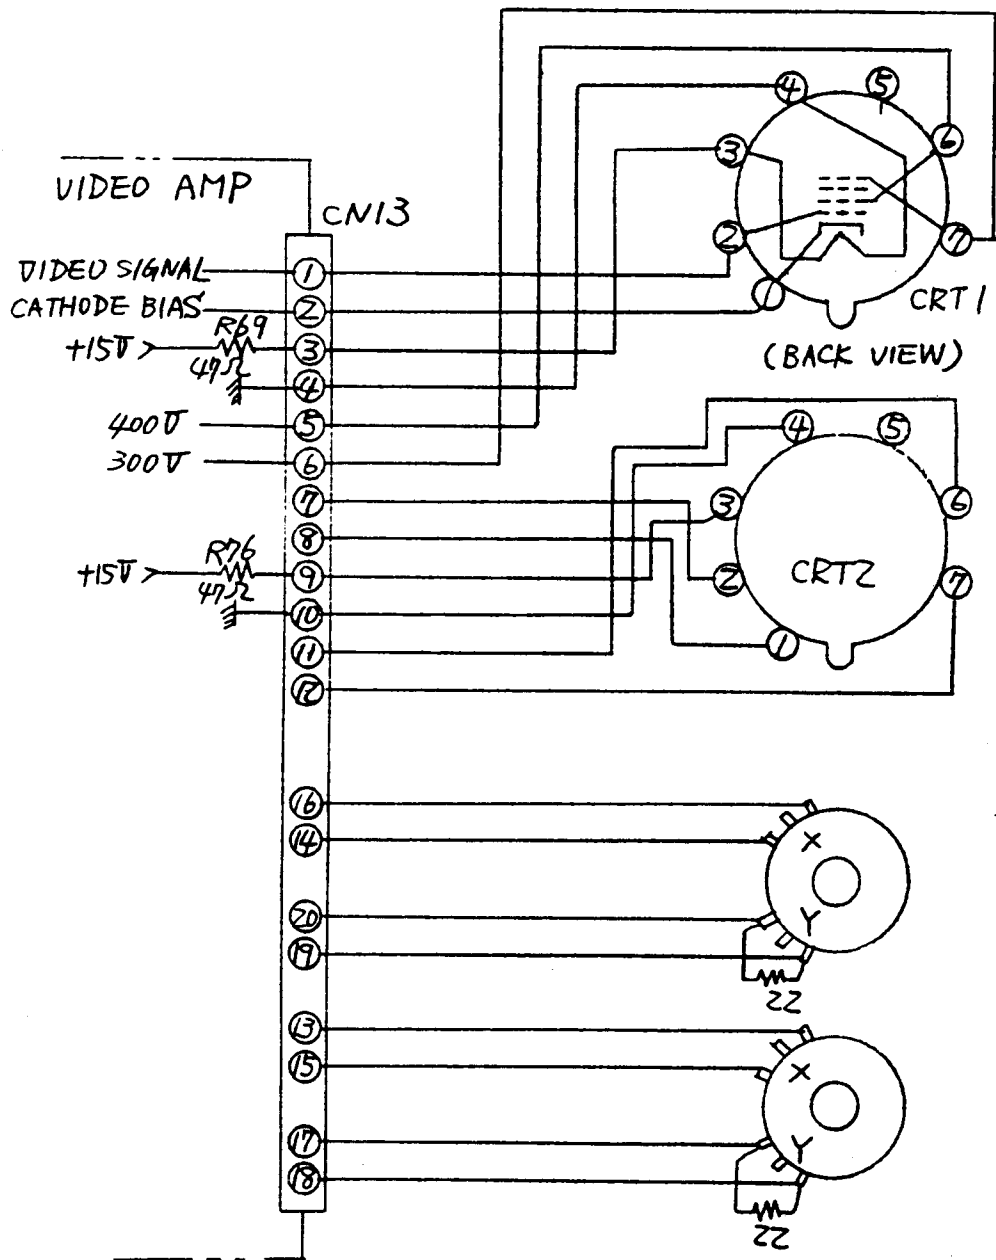 VIDEO AMP
CN13
VIDEO SIGNAL
①
CATHODE BIAS
②
+15V
R69
47Ω
③
④
400V
⑤
300V
⑥
⑦
⑧
+15V
R76
47Ω
⑨
⑩
⑪
⑫
⑯
⑭
⑳
⑲
⑬
⑮
⑰
⑱
④
⑤
③
⑥
②
⑦
①
CRT1
(BACK VIEW)
④
⑤
③
⑥
CRT2
②
⑦
①
X
Y
22
X
Y
22